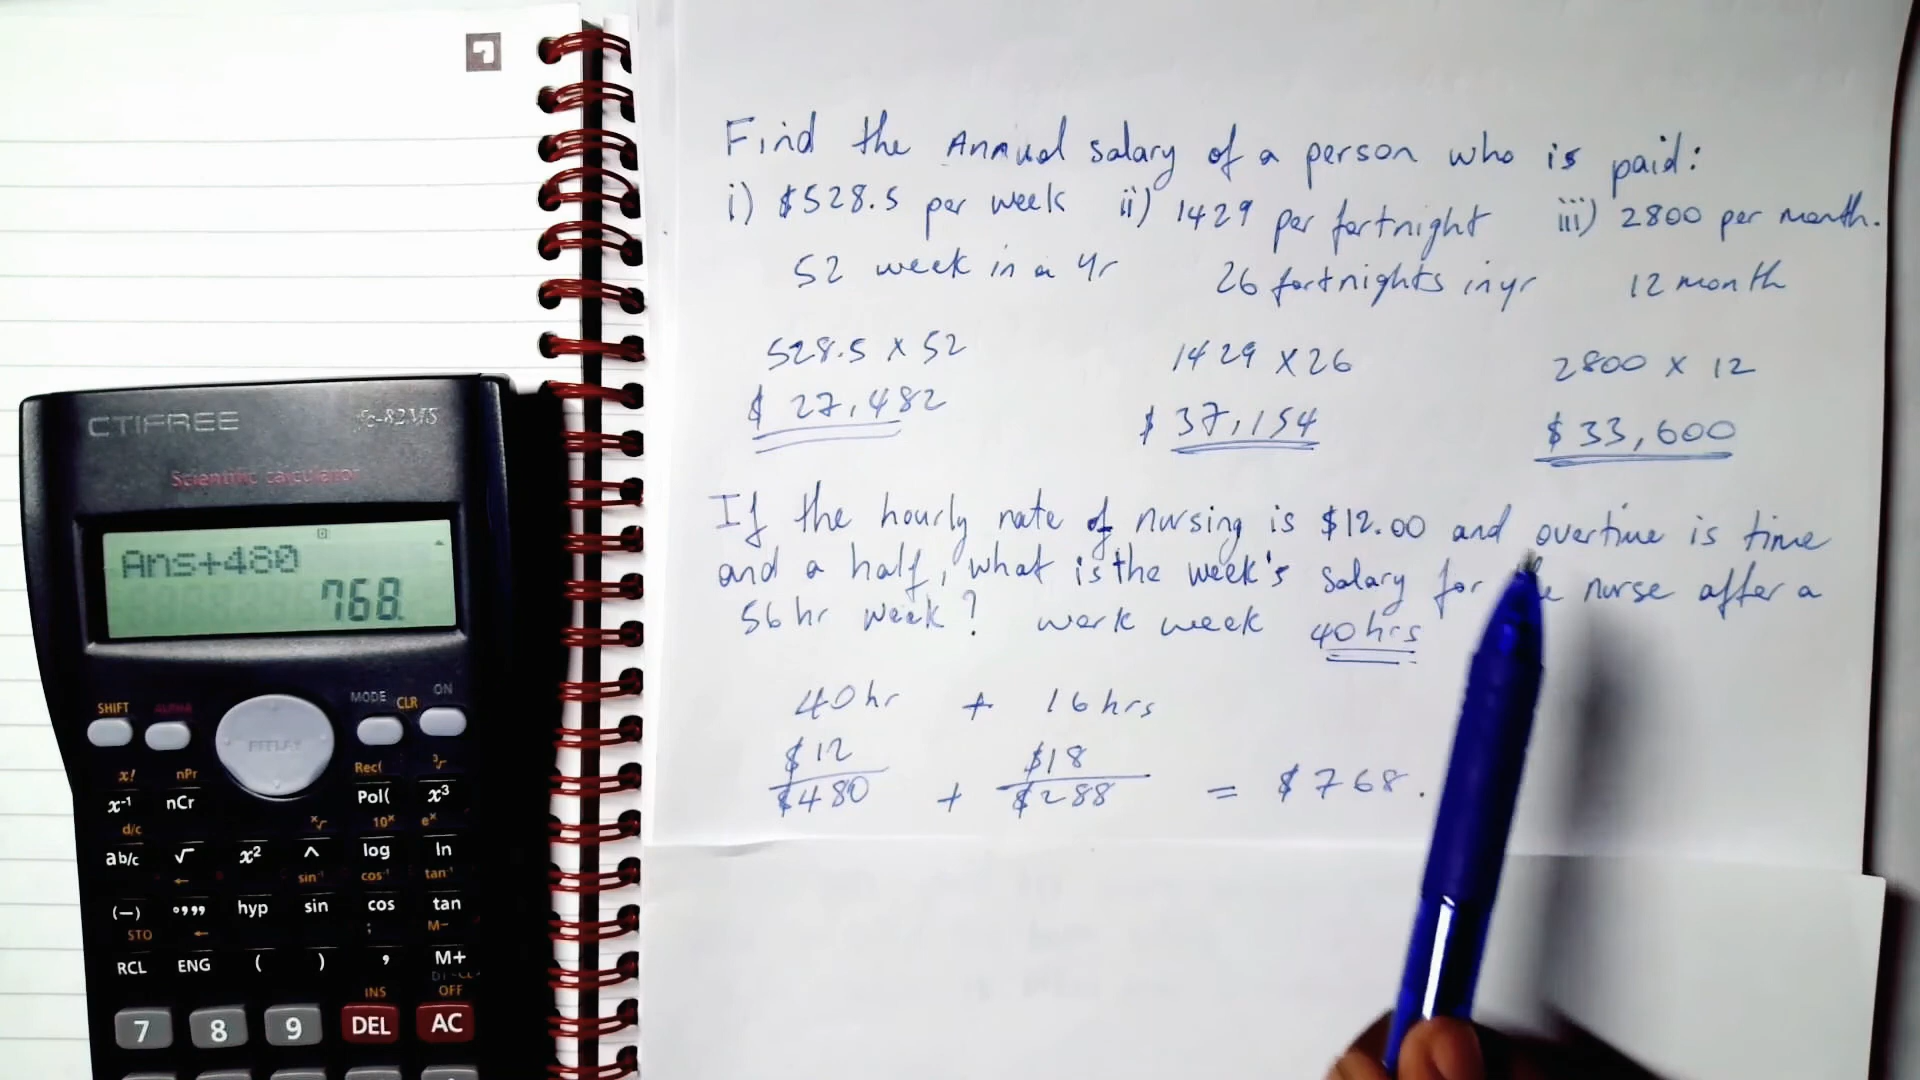 Find the Annual salary of a person who is paid:
i) $528.5 per week ii) 1429 per fortnight iii) 2800 per month.
52 week in a yr 26 fortnights in yr 12 month
528.5 x 52 1429 x 26 2800 x 12
$ 27,482 $ 37,154 $ 33,600
If the hourly rate of nursing is $12.00 and overtime is time
and a half, what is the week's salary for nurse after a
56 hr week? work week 40hrs
40 hr + 16 hrs
$12 $18
$480 + $288 = $768.
CTIFREE fc-82MS
Scientific calculator
Ans+480
768.
SHIFT ALPHA MODE CLR ON
REPLAY
x! nPr Rec( ³√
x⁻¹ nCr Pol( x³
d/c ˣ√ 10ˣ eˣ
ab/c √ x² ^ log ln
← sin⁻¹ cos⁻¹ tan⁻¹
(−) °,,, hyp sin cos tan
STO ← ; M−
RCL ENG ( ) , M+
INS OFF
7 8 9 DEL AC